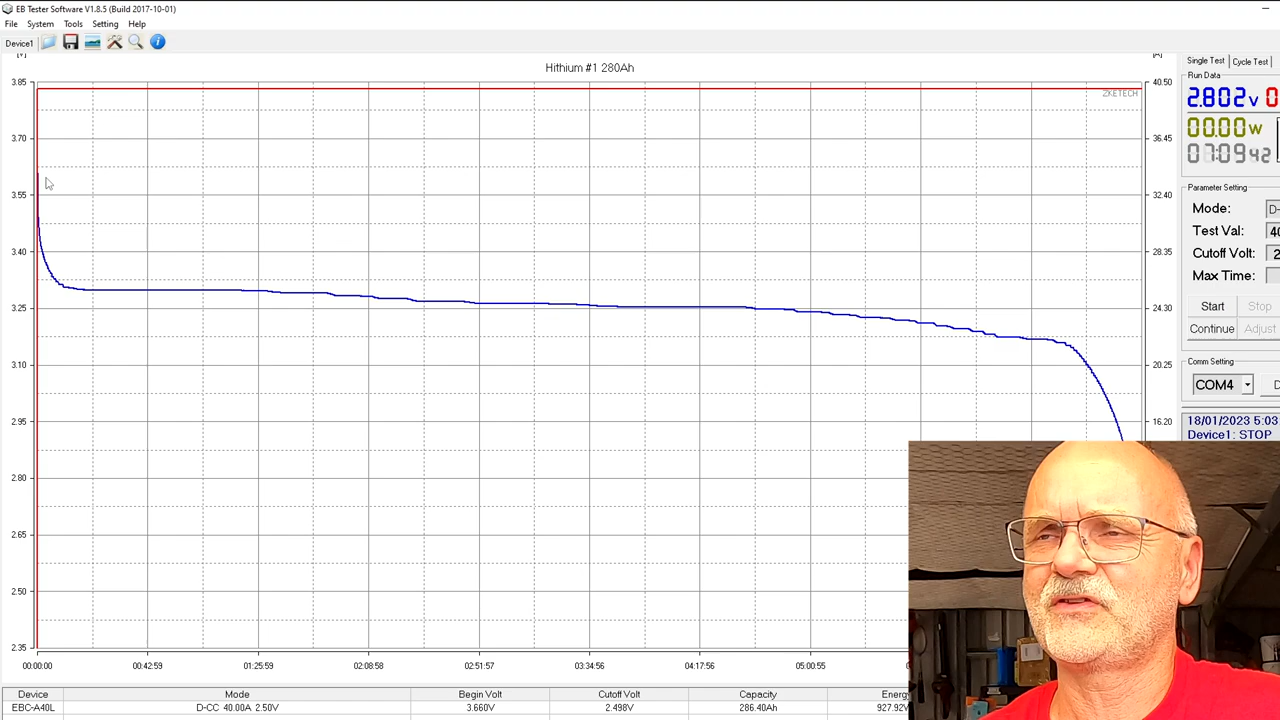 EB Tester Software V1.8.5 (Build 2017-10-01)
File System Tools Setting Help
Device1
[V] Hithium #1 280Ah [A]
ZKETECH
3.85
3.70
3.55
3.40
3.25
3.10
2.95
2.80
2.65
2.50
2.35
40.50
36.45
32.40
28.35
24.30
20.25
16.20
00:00:00 00:42:59 01:25:59 02:08:58 02:51:57 03:34:56 04:17:56 05:00:55
Single Test Cycle Test
Run Data
2.802V 0
00.00W
07:09:42
Parameter Setting
Mode: D-
Test Val: 40
Cutoff Volt: 2
Max Time:
Start Stop
Continue Adjust
Comm Setting
COM4 D
18/01/2023 5:03
Device1: STOP
Device Mode Begin Volt Cutoff Volt Capacity Energ
EBC-A40L D-CC 40.00A 2.50V 3.660V 2.498V 286.40Ah 927.92W